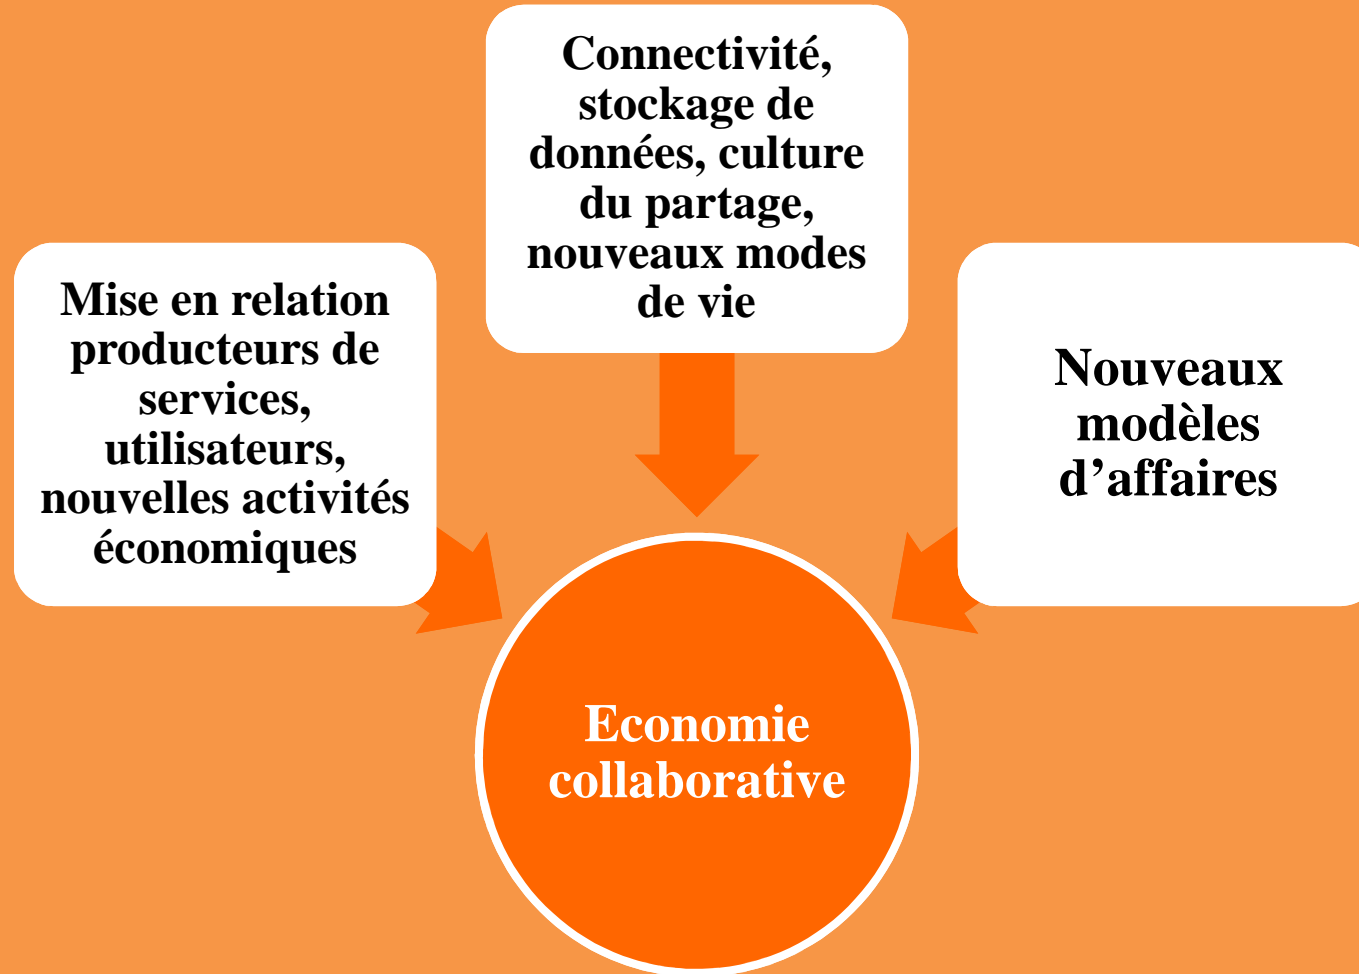 Connectivité,
stockage de
données, culture
du partage,
nouveaux modes
de vie
Mise en relation
producteurs de
services,
utilisateurs,
nouvelles activités
économiques
Nouveaux
modèles
d’affaires
Economie
collaborative